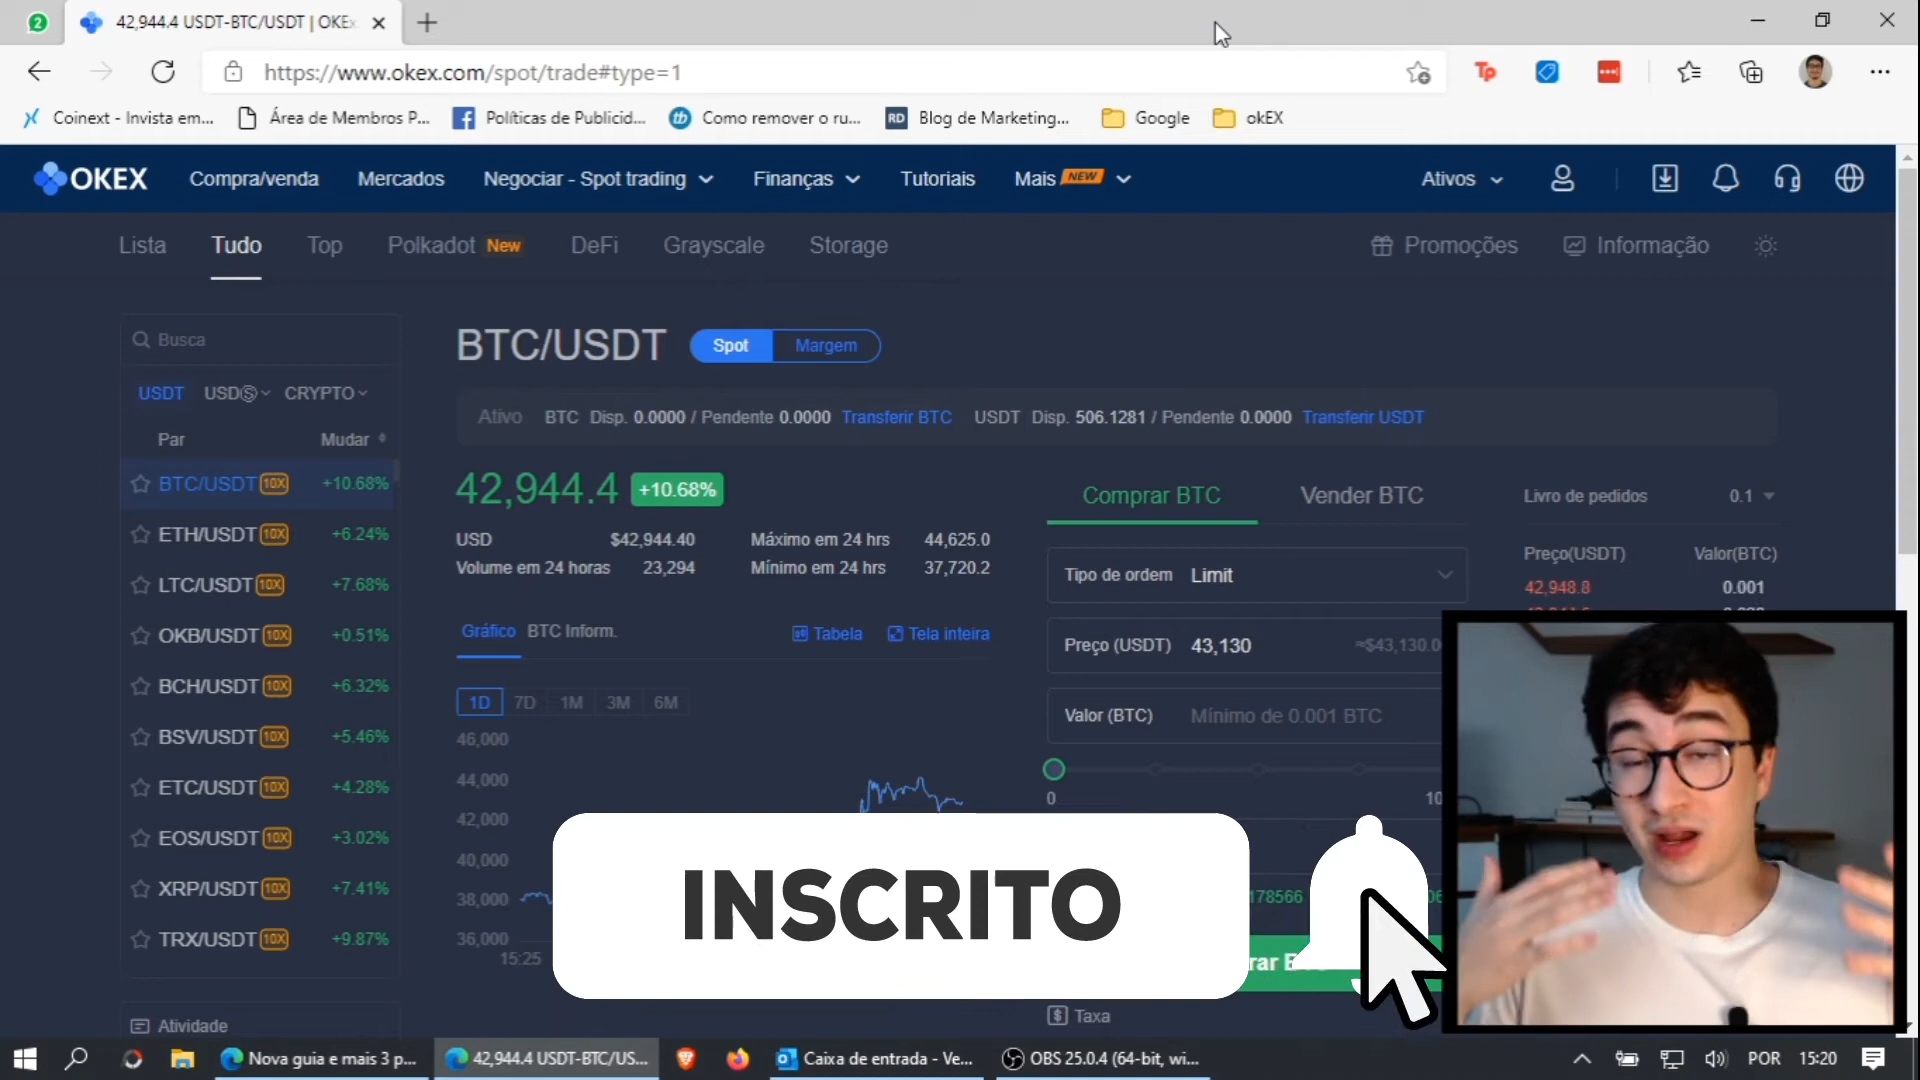 2
42,944.4 USDT-BTC/USDT | OKEx
https://www.okex.com/spot/trade#type=1
Tp
Coinext - Invista em...
Área de Membros P...
Políticas de Publicid...
tb
Como remover o ru...
RD
Blog de Marketing...
Google
okEX
OKEX
Compra/venda
Mercados
Negociar - Spot trading
Finanças
Tutoriais
Mais NEW
Ativos
Lista
Tudo
Top
Polkadot New
DeFi
Grayscale
Storage
Promoções
Informação
Busca
USDT USDⓈ CRYPTO
Par Mudar
BTC/USDT 10X +10.68%
ETH/USDT 10X +6.24%
LTC/USDT 10X +7.68%
OKB/USDT 10X +0.51%
BCH/USDT 10X +6.32%
BSV/USDT 10X +5.46%
ETC/USDT 10X +4.28%
EOS/USDT 10X +3.02%
XRP/USDT 10X +7.41%
TRX/USDT 10X +9.87%
Atividade
BTC/USDT
Spot Margem
Ativo BTC Disp. 0.0000 / Pendente 0.0000 Transferir BTC USDT Disp. 506.1281 / Pendente 0.0000 Transferir USDT
42,944.4 +10.68%
USD $42,944.40 Máximo em 24 hrs 44,625.0
Volume em 24 horas 23,294 Mínimo em 24 hrs 37,720.2
Gráfico BTC Inform. Tabela Tela inteira
1D 7D 1M 3M 6M
46,000
44,000
42,000
40,000
38,000
36,000
15:25
Comprar BTC Vender BTC
Tipo de ordem Limit
Preço (USDT) 43,130 ≈$43,130.0
Valor (BTC) Mínimo de 0.001 BTC
0 10
178566
06
rar B
Taxa
Livro de pedidos 0.1
Preço(USDT) Valor(BTC)
42,948.8 0.001
INSCRITO
Nova guia e mais 3 p...
42,944.4 USDT-BTC/US...
Caixa de entrada - Ve...
OBS 25.0.4 (64-bit, wi...
POR
15:20